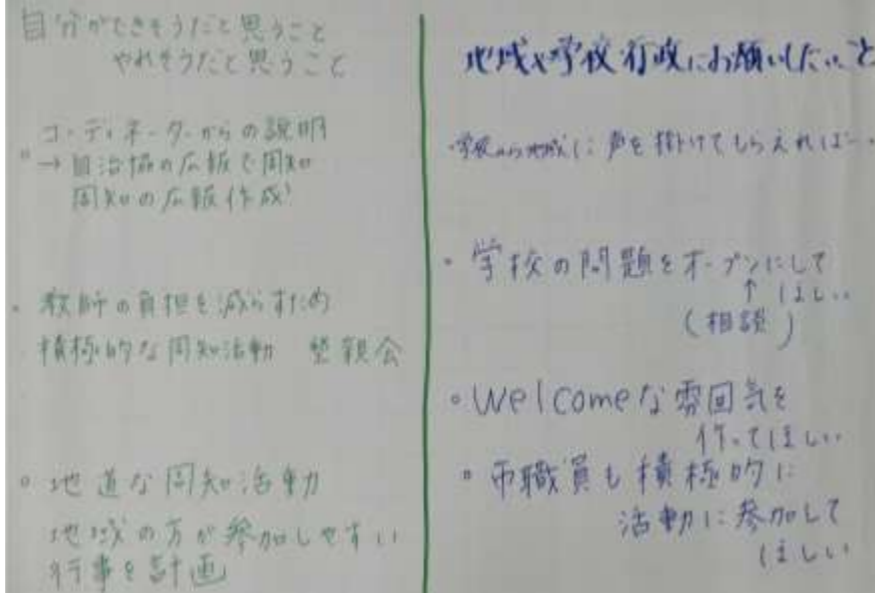 自分ができそうだと思うこと
やれそうだと思うこと
・コーディネーターからの説明
→自治協の広報で周知
周知の広報作成
・教師の負担を減らすため
積極的な周知活動 懇親会
・地道な周知活動
地域の方が参加しやすい
行事を計画
地域や学校・行政にお願いしたいこと
・学校から地域に声を掛けてもらえれば…
・学校の問題をオープンにして
↑ほしい
(相談)
・Welcomeな雰囲気を
作ってほしい
・市職員も積極的に
活動に参加して
ほしい